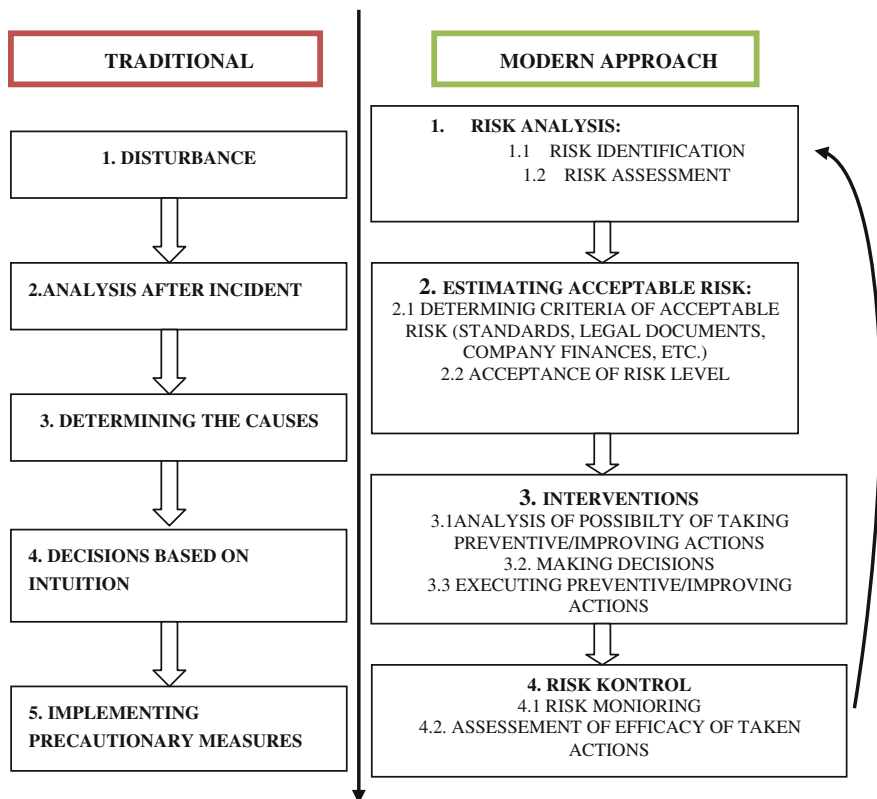 TRADITIONAL
1. DISTURBANCE
2.ANALYSIS AFTER INCIDENT
3. DETERMINING THE CAUSES
4. DECISIONS BASED ON
INTUITION
5. IMPLEMENTING
PRECAUTIONARY MEASURES
MODERN APPROACH
1. RISK ANALYSIS:
1.1 RISK IDENTIFICATION
1.2 RISK ASSESSMENT
2. ESTIMATING ACCEPTABLE RISK:
2.1 DETERMINIG CRITERIA OF ACCEPTABLE
RISK (STANDARDS, LEGAL DOCUMENTS,
COMPANY FINANCES, ETC.)
2.2 ACCEPTANCE OF RISK LEVEL
3. INTERVENTIONS
3.1ANALYSIS OF POSSIBILTY OF TAKING
PREVENTIVE/IMPROVING ACTIONS
3.2. MAKING DECISIONS
3.3 EXECUTING PREVENTIVE/IMPROVING
ACTIONS
4. RISK KONTROL
4.1 RISK MONIORING
4.2. ASSESSEMENT OF EFFICACY OF TAKEN
ACTIONS